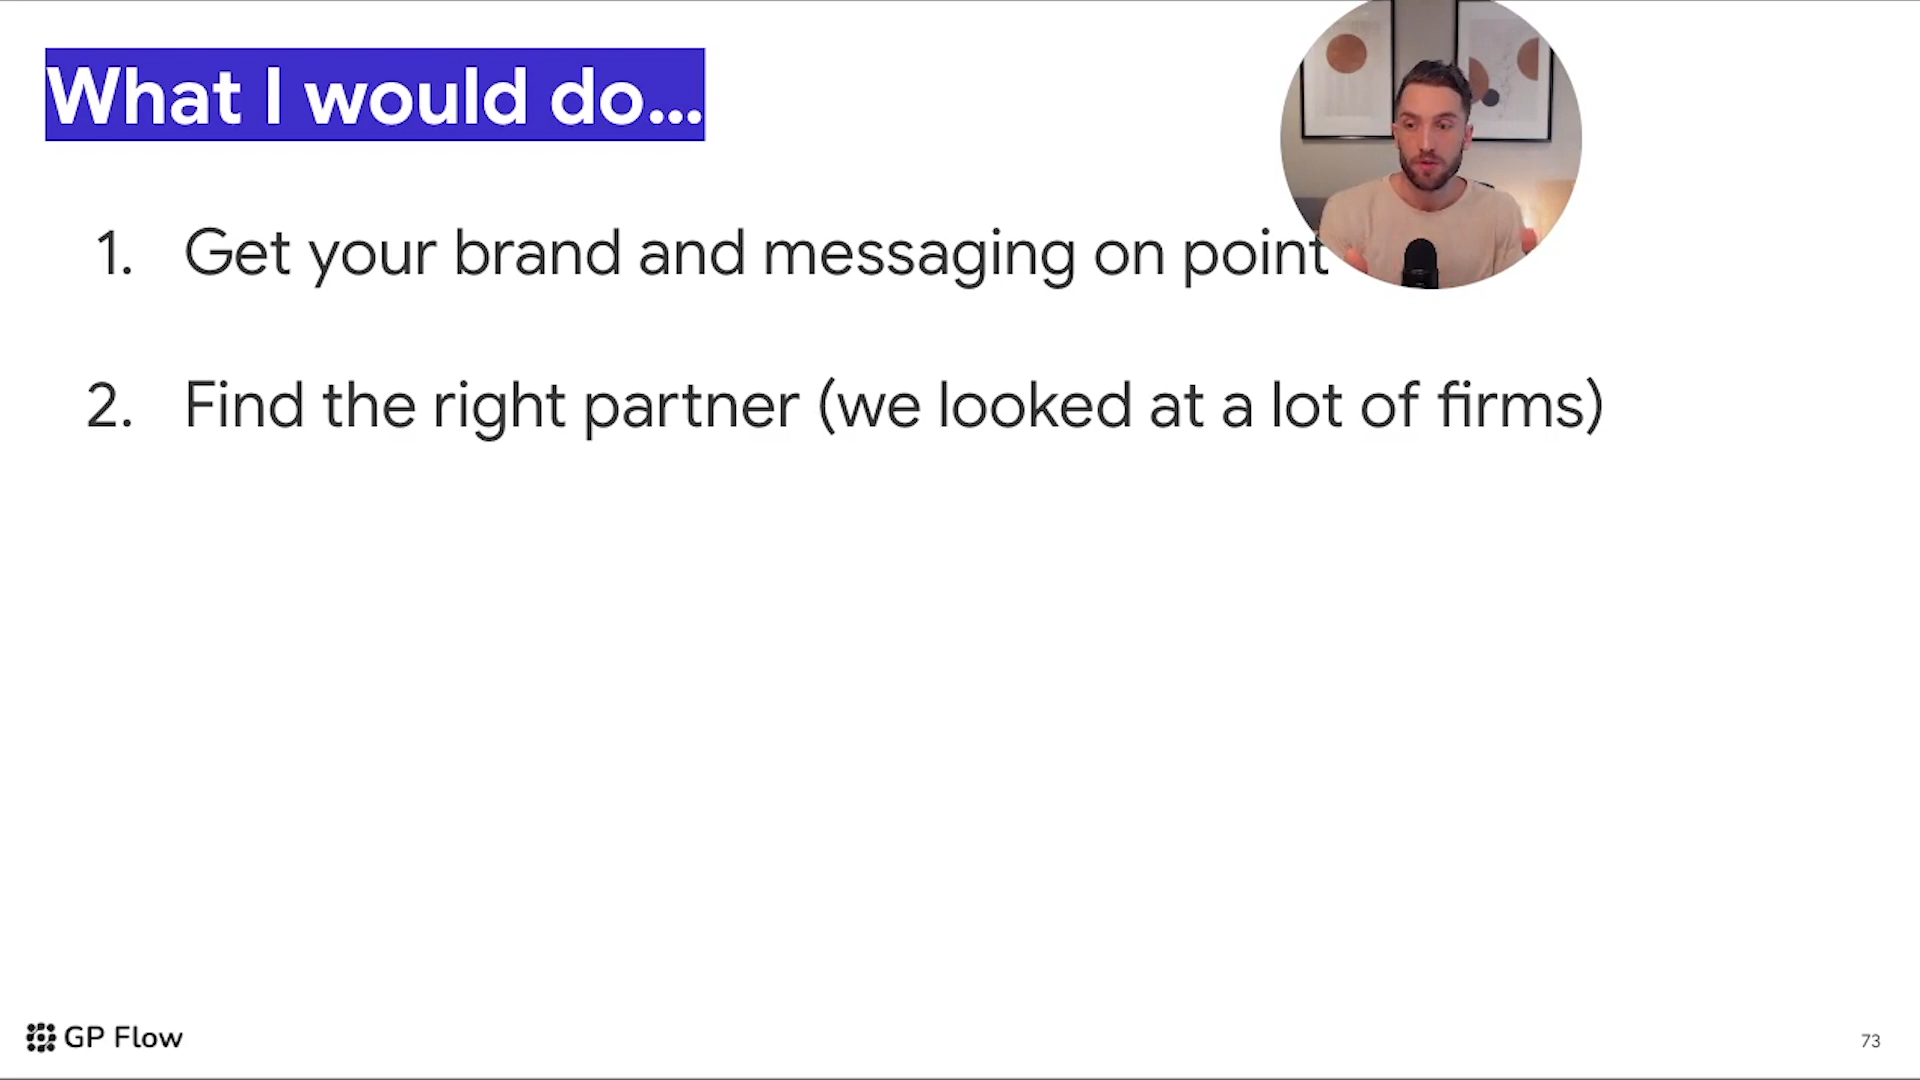 What I would do...
1. Get your brand and messaging on point
2. Find the right partner (we looked at a lot of firms)
GP Flow
73